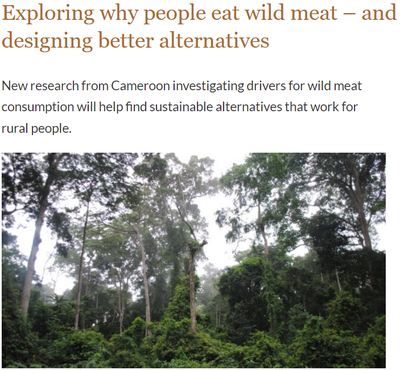 Exploring why people eat wild meat – and
designing better alternatives
New research from Cameroon investigating drivers for wild meat
consumption will help find sustainable alternatives that work for
rural people.